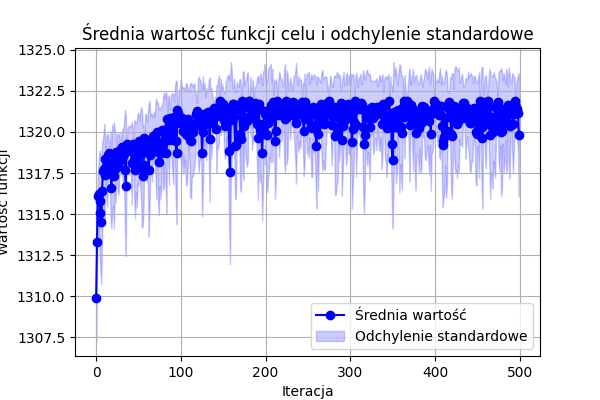 Średnia wartość funkcji celu i odchylenie standardowe
1325.0
1322.5
1320.0
1317.5
1315.0
1312.5
1310.0
1307.5
Wartość funkcji
0
100
200
300
400
500
Iteracja
Średnia wartość
Odchylenie standardowe